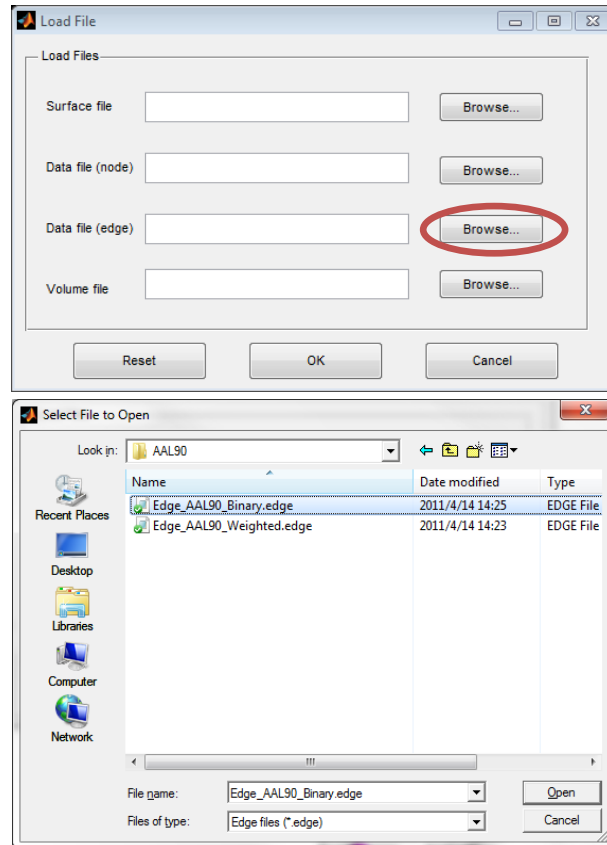 Load File
Load Files
Surface file
Browse...
Data file (node)
Browse...
Data file (edge)
Browse...
Volume file
Browse...
Reset OK Cancel
Select File to Open
Look in: AAL90
Name Date modified Type
Edge_AAL90_Binary.edge 2011/4/14 14:25 EDGE File
Edge_AAL90_Weighted.edge 2011/4/14 14:23 EDGE File
Recent Places
Desktop
Libraries
Computer
Network
File name: Edge_AAL90_Binary.edge Open
Files of type: Edge files (*.edge) Cancel